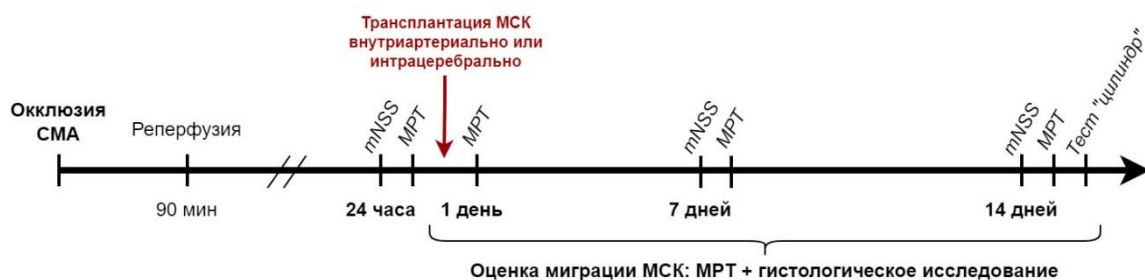 Трансплантация МСК
внутриартериально или
интрацеребрально
Окклюзия
СМА
Реперфузия
mNSS
МРТ
МРТ
mNSS
МРТ
mNSS
МРТ
Тест "цилиндр"
90 мин
24 часа
1 день
7 дней
14 дней
Оценка миграции МСК: МРТ + гистологическое исследование